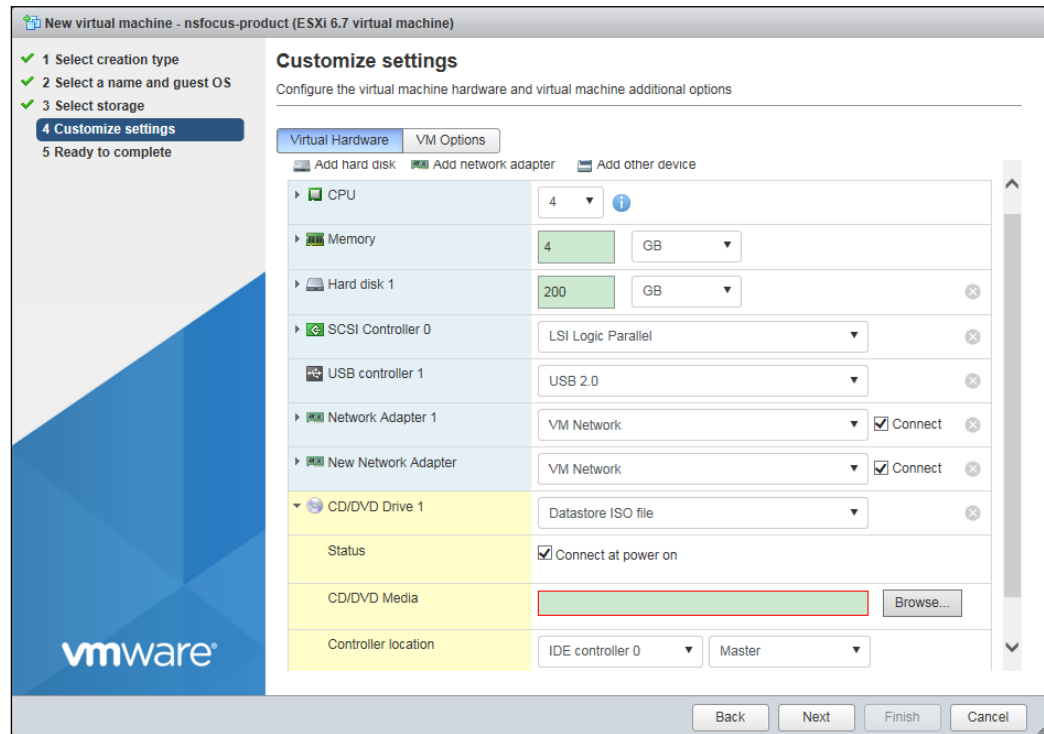 New virtual machine - nsfocus-product (ESXi 6.7 virtual machine)
1 Select creation type
2 Select a name and guest OS
3 Select storage
4 Customize settings
5 Ready to complete
vmware®
Customize settings
Configure the virtual machine hardware and virtual machine additional options
Virtual Hardware VM Options
Add hard disk Add network adapter Add other device
CPU 4
Memory 4 GB
Hard disk 1 200 GB
SCSI Controller 0 LSI Logic Parallel
USB controller 1 USB 2.0
Network Adapter 1 VM Network Connect
New Network Adapter VM Network Connect
CD/DVD Drive 1 Datastore ISO file
Status Connect at power on
CD/DVD Media Browse...
Controller location IDE controller 0 Master
Back Next Finish Cancel